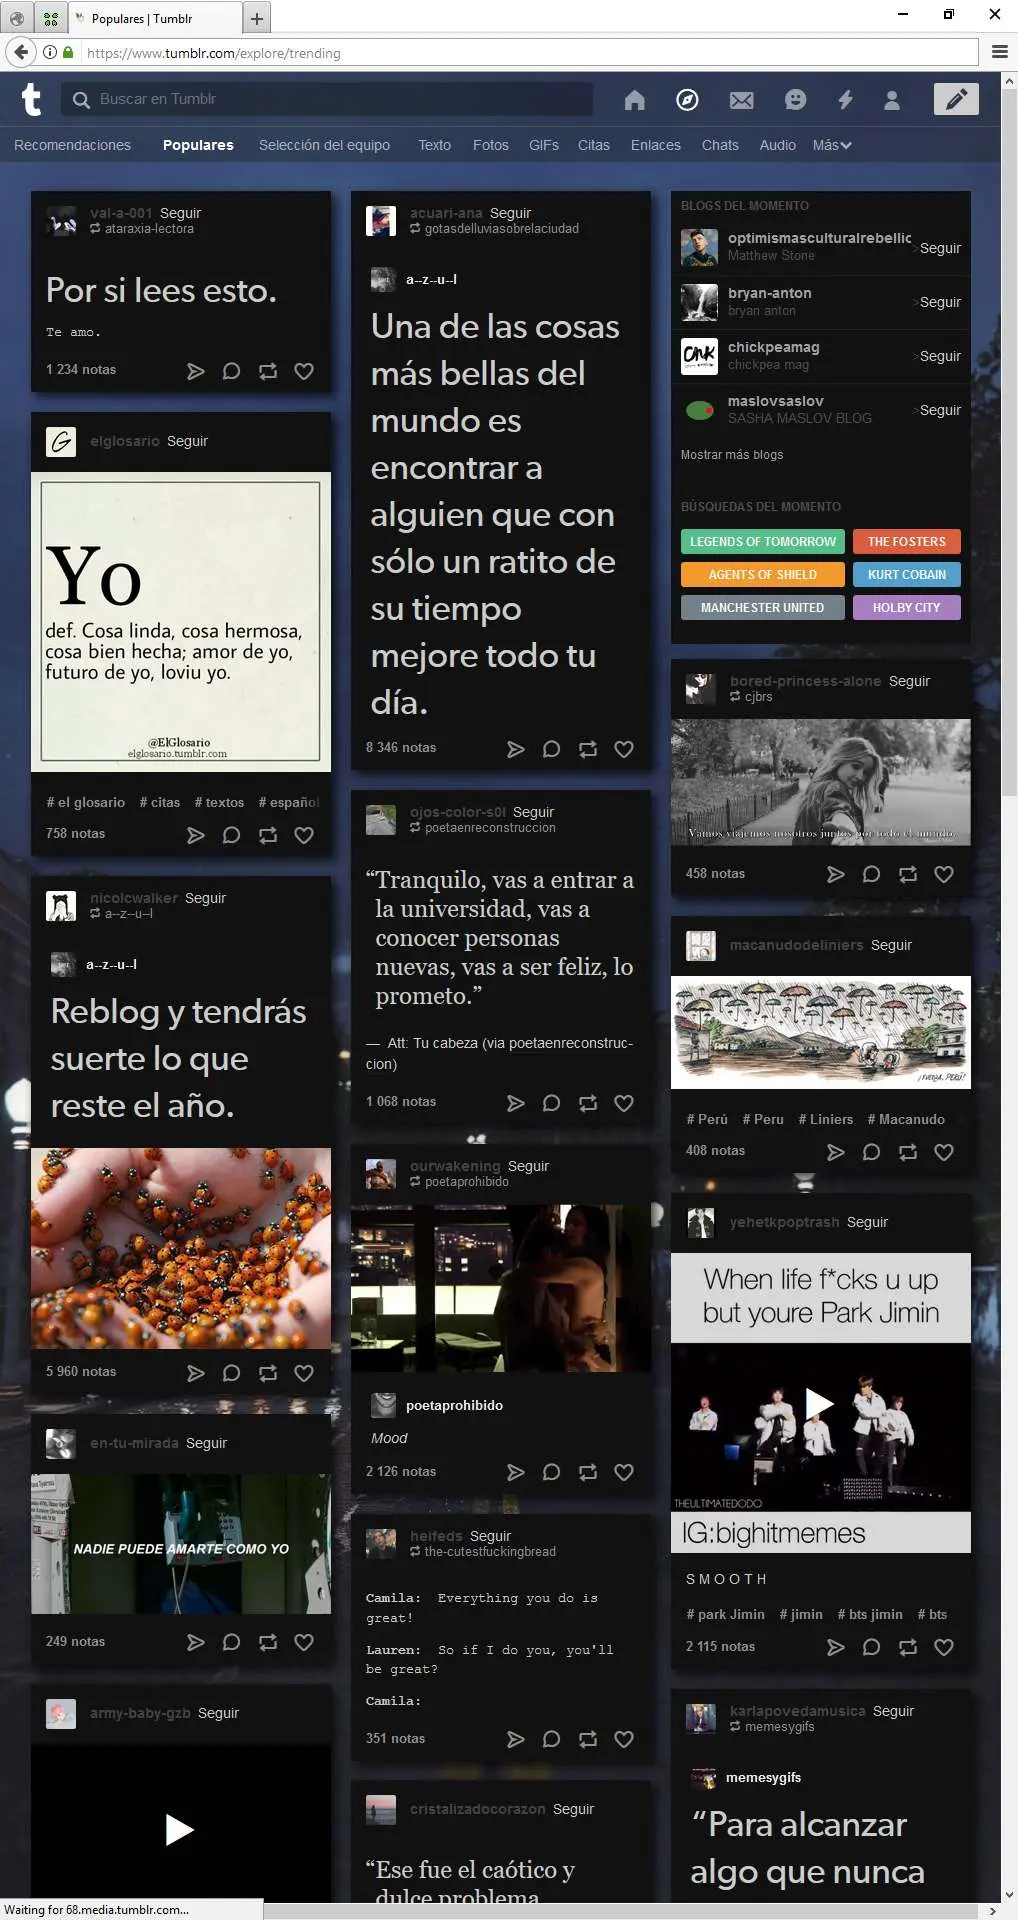 Populares | Tumblr
https://www.tumblr.com/explore/trending
Buscar en Tumblr
Recomendaciones Populares Selección del equipo Texto Fotos GIFs Citas Enlaces Chats Audio Más
val-a-001 Seguir
ataraxia-lectora
Por si lees esto.
Te amo.
1 234 notas
elglosario Seguir
Yo
def. Cosa linda, cosa hermosa,
cosa bien hecha; amor de yo,
futuro de yo, loviu yo.
@ElGlosario
elglosario.tumblr.com
# el glosario # citas # textos # español
758 notas
nicolcwalker Seguir
a--z--u--l
a--z--u--l
Reblog y tendrás
suerte lo que
reste el año.
5 960 notas
en-tu-mirada Seguir
NADIE PUEDE AMARTE COMO YO
249 notas
army-baby-gzb Seguir
acuari-ana Seguir
gotasdelluviasobrelaciudad
a--z--u--l
Una de las cosas
más bellas del
mundo es
encontrar a
alguien que con
sólo un ratito de
su tiempo
mejore todo tu
día.
8 346 notas
ojos-color-s0l Seguir
poetaenreconstruccion
“Tranquilo, vas a entrar a
la universidad, vas a
conocer personas
nuevas, vas a ser feliz, lo
prometo.”
— Att: Tu cabeza (via poetaenreconstruc-
cion)
1 068 notas
ourwakening Seguir
poetaprohibido
poetaprohibido
Mood
2 126 notas
heifeds Seguir
the-cutestfuckingbread
Camila: Everything you do is
great!
Lauren: So if I do you, you'll
be great?
Camila:
351 notas
cristalizadocorazon Seguir
“Ese fue el caótico y
dulce problema
BLOGS DEL MOMENTO
optimismasculturalrebellic Seguir
Matthew Stone
bryan-anton Seguir
bryan anton
CHK
chickpeamag Seguir
chickpea mag
maslovsaslov Seguir
SASHA MASLOV BLOG
Mostrar más blogs
BÚSQUEDAS DEL MOMENTO
LEGENDS OF TOMORROW THE FOSTERS
AGENTS OF SHIELD KURT COBAIN
MANCHESTER UNITED HOLBY CITY
bored-princess-alone Seguir
cjbrs
Vamos viajemos nosotros juntos por todo el mundo.
458 notas
macanudodeliniers Seguir
¡FUERZA, PERÚ!
# Perú # Peru # Liniers # Macanudo
408 notas
yehetkpoptrash Seguir
When life f*cks u up
but youre Park Jimin
THEULTIMATEDODO
IG:bighitmemes
S M O O T H
# park Jimin # jimin # bts jimin # bts
2 115 notas
karlapovedamusica Seguir
memesygifs
memesygifs
“Para alcanzar
algo que nunca
Waiting for 68.media.tumblr.com...